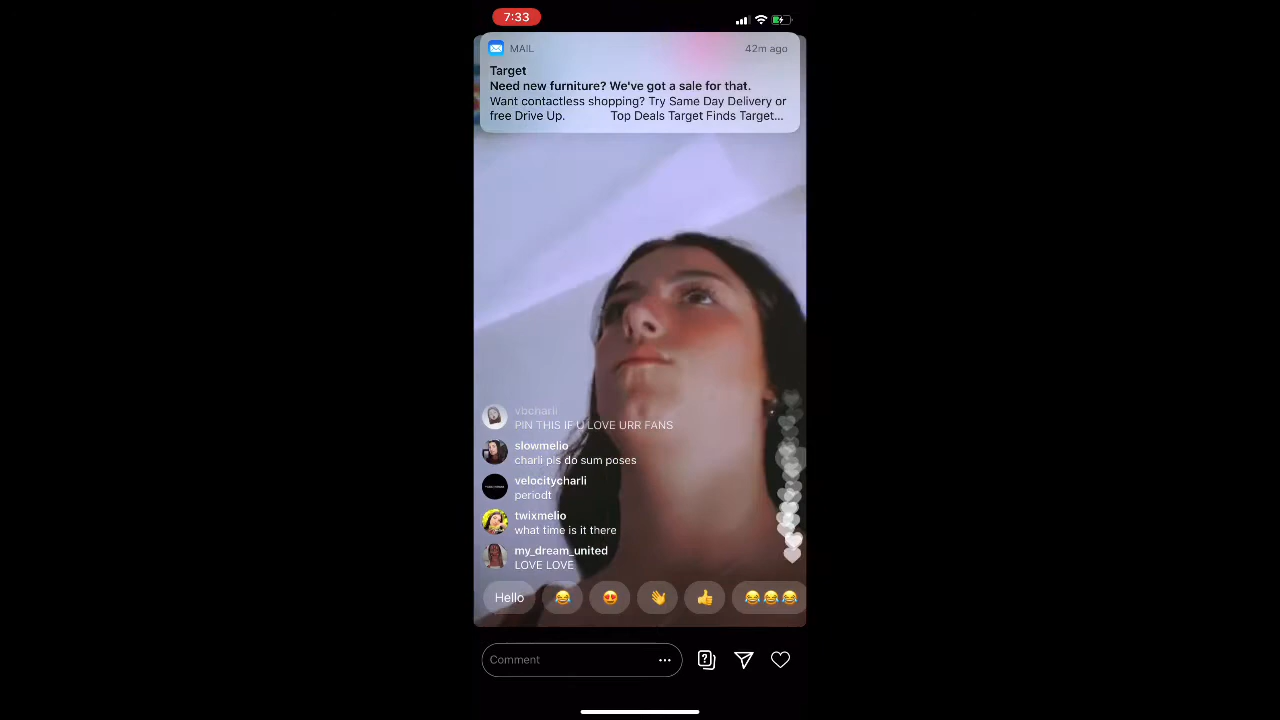 7:33
MAIL
42m ago
Target
Need new furniture? We've got a sale for that.
Want contactless shopping? Try Same Day Delivery or
free Drive Up. Top Deals Target Finds Target...
vbcharli
PIN THIS IF U LOVE URR FANS
slowmelio
charli pis do sum poses
velocitycharli
periodt
twixmelio
what time is it there
my_dream_united
LOVE LOVE
Hello
Comment